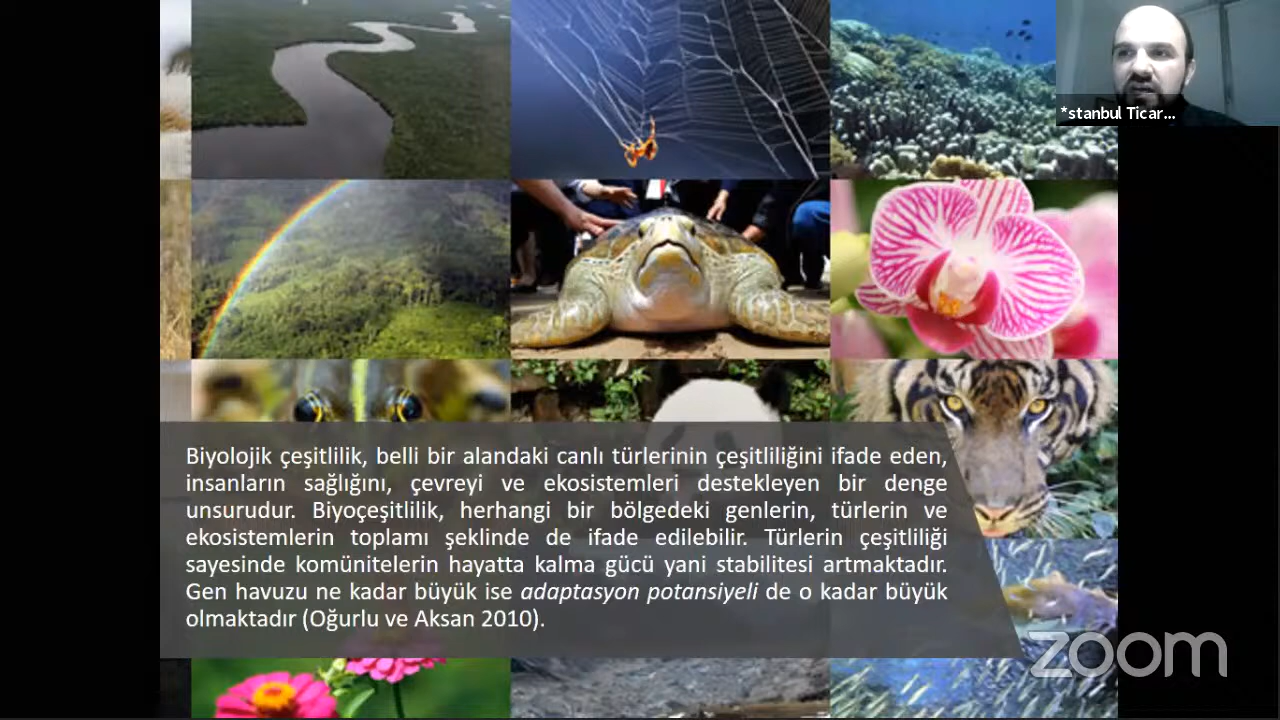 *stanbul Ticar...
Biyolojik çeşitlilik, belli bir alandaki canlı türlerinin çeşitliliğini ifade eden,
insanların sağlığını, çevreyi ve ekosistemleri destekleyen bir denge
unsurudur. Biyoçeşitlilik, herhangi bir bölgedeki genlerin, türlerin ve
ekosistemlerin toplamı şeklinde de ifade edilebilir. Türlerin çeşitliliği
sayesinde komünitelerin hayatta kalma gücü yani stabilitesi artmaktadır.
Gen havuzu ne kadar büyük ise adaptasyon potansiyeli de o kadar büyük
olmaktadır (Oğurlu ve Aksan 2010).
zoom